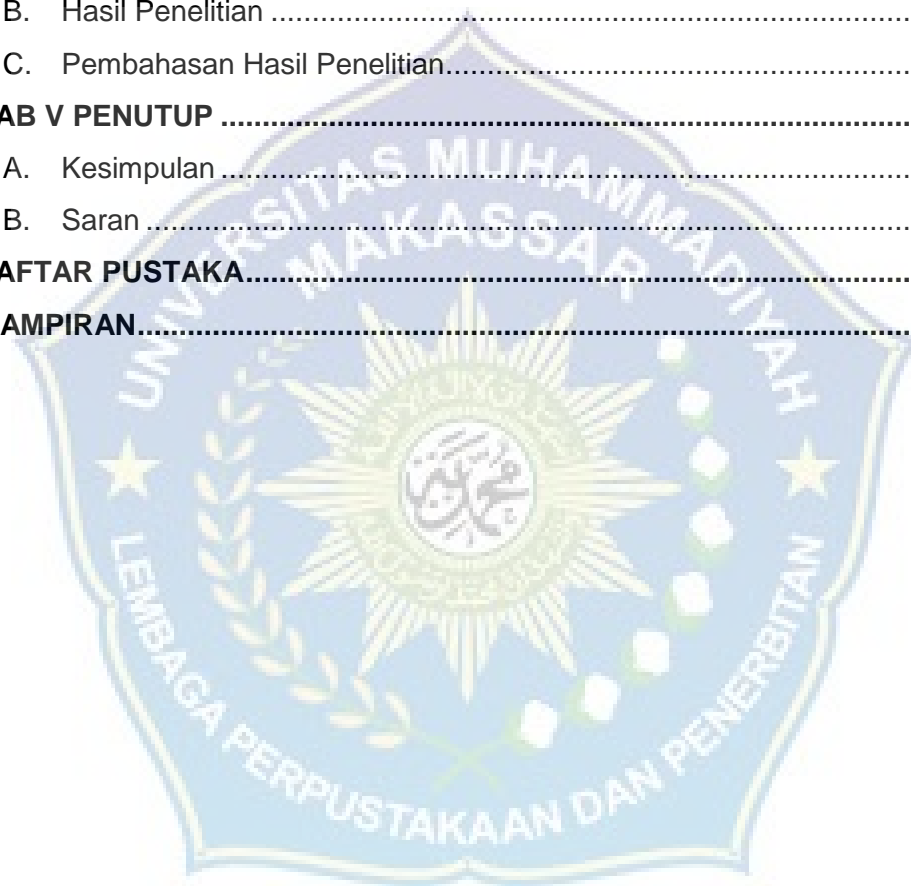 B. Hasil Penelitian ........................................................................
C. Pembahasan Hasil Penelitian........................................................................
AB V PENUTUP ........................................................................
A. Kesimpulan ........................................................................
B. Saran ........................................................................
AFTAR PUSTAKA........................................................................
AMPIRAN........................................................................
UNIVERSITAS MUHAMMADIYAH
MAKASSAR
محمدية
LEMBAGA PERPUSTAKAAN DAN PENERBITAN